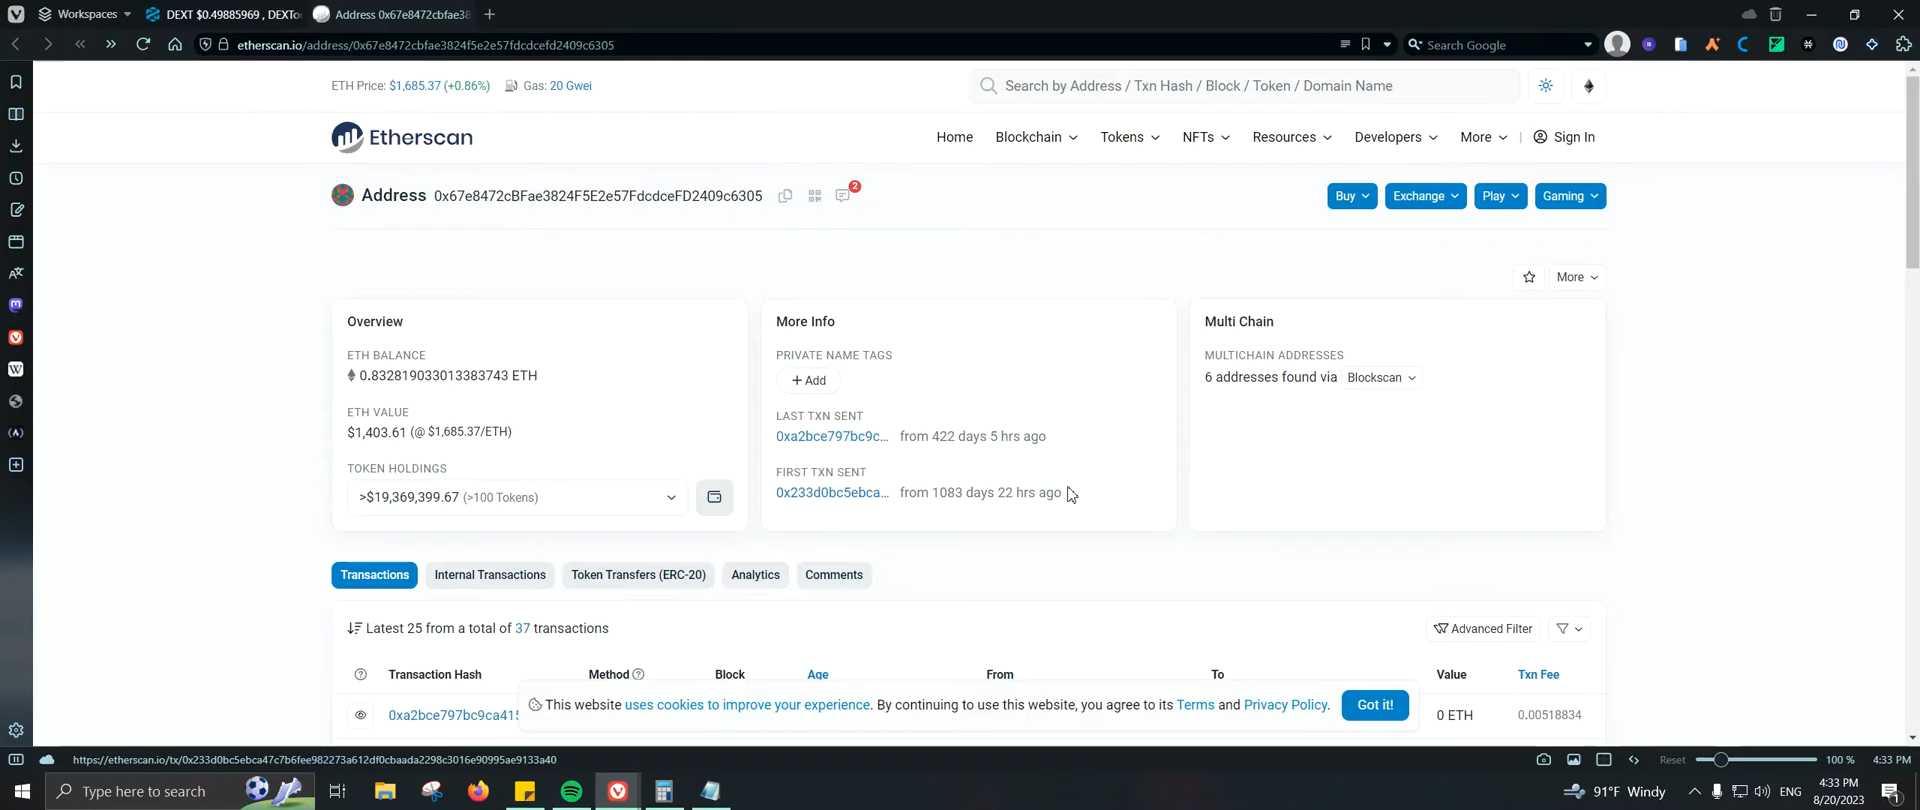 Workspaces
DEXT $0.49885969 , DEXToo
Address 0x67e8472cbfae38
etherscan.io/address/0x67e8472cbfae3824f5e2e57fdcdcefd2409c6305
Search Google
ETH Price: $1,685.37 (+0.86%)
Gas: 20 Gwei
Search by Address / Txn Hash / Block / Token / Domain Name
Etherscan
Home
Blockchain
Tokens
NFTs
Resources
Developers
More
Sign In
Address 0x67e8472cBFae3824F5E2e57FdcdceFD2409c6305
2
Buy
Exchange
Play
Gaming
More
Overview
ETH BALANCE
0.832819033013383743 ETH
ETH VALUE
$1,403.61 (@ $1,685.37/ETH)
TOKEN HOLDINGS
>$19,369,399.67 (>100 Tokens)
More Info
PRIVATE NAME TAGS
+ Add
LAST TXN SENT
0xa2bce797bc9c... from 422 days 5 hrs ago
FIRST TXN SENT
0x233d0bc5ebca... from 1083 days 22 hrs ago
Multi Chain
MULTICHAIN ADDRESSES
6 addresses found via Blockscan
Transactions
Internal Transactions
Token Transfers (ERC-20)
Analytics
Comments
Latest 25 from a total of 37 transactions
Advanced Filter
Transaction Hash
Method
Block
Age
From
To
Value
Txn Fee
0xa2bce797bc9ca415
0 ETH
0.00518834
This website uses cookies to improve your experience. By continuing to use this website, you agree to its Terms and Privacy Policy.
Got it!
https://etherscan.io/tx/0x233d0bc5ebca47c7b6fee982273a612df0cbaada2298c3016e90995ae9133a40
Reset
100 %
4:33 PM
Type here to search
91°F Windy
ENG
4:33 PM
8/20/2023
1